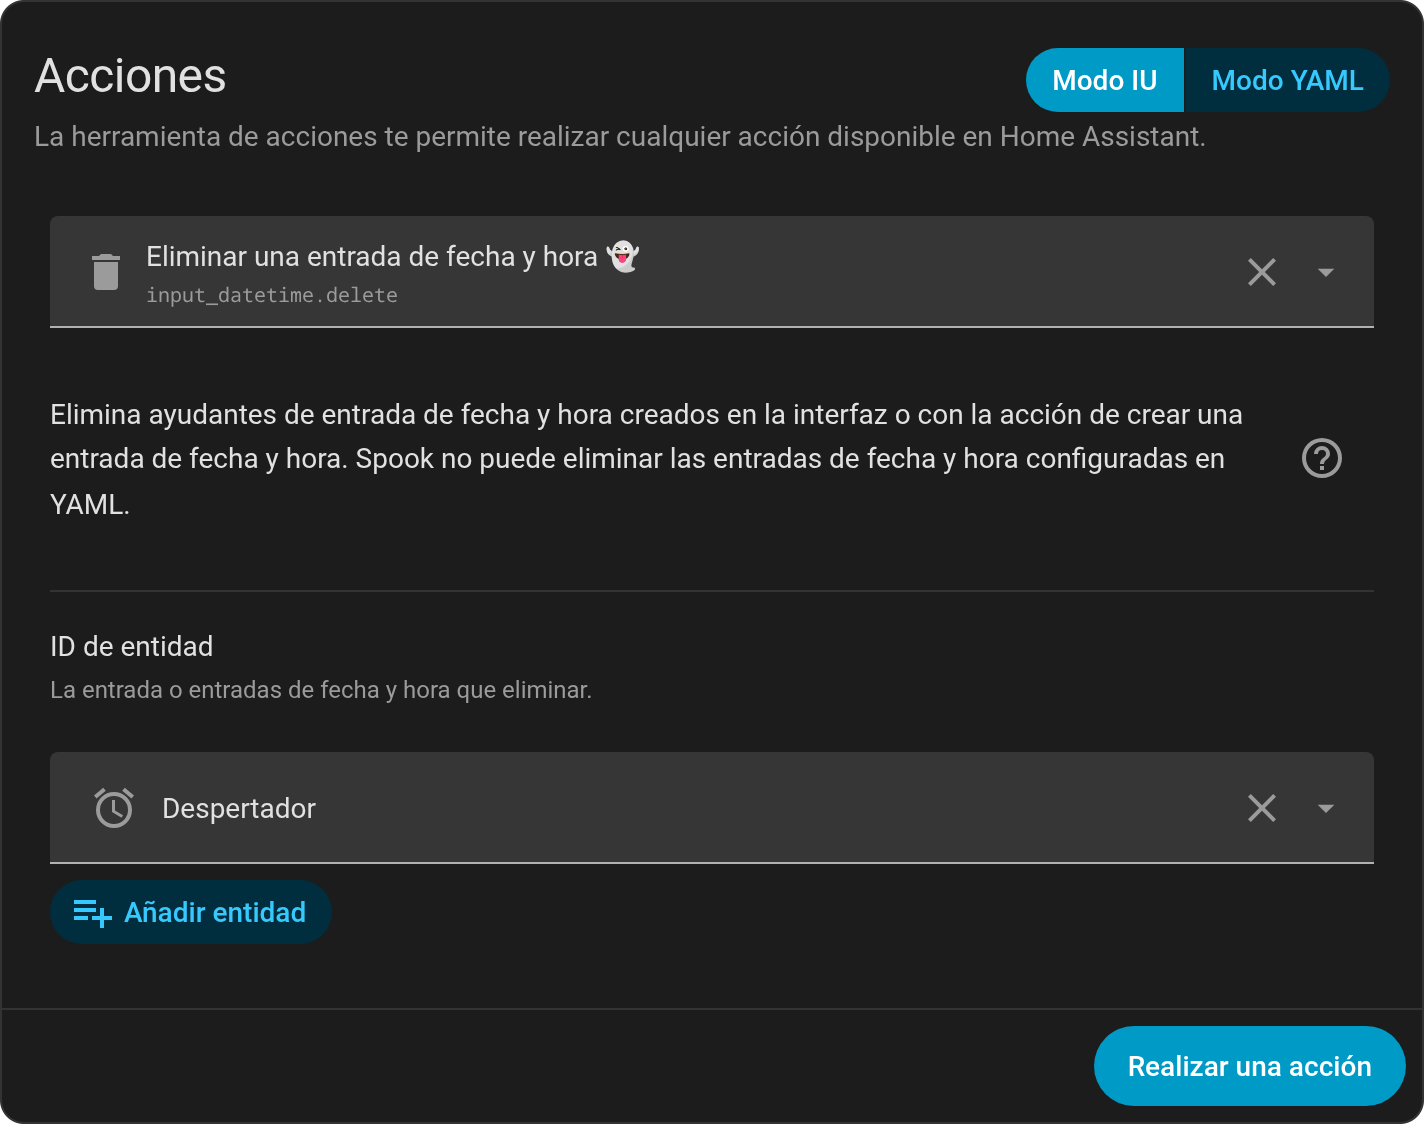 Acciones
Modo IU
Modo YAML
La herramienta de acciones te permite realizar cualquier acción disponible en Home Assistant.
Eliminar una entrada de fecha y hora 👻
input_datetime.delete
Elimina ayudantes de entrada de fecha y hora creados en la interfaz o con la acción de crear una
entrada de fecha y hora. Spook no puede eliminar las entradas de fecha y hora configuradas en
YAML.
ID de entidad
La entrada o entradas de fecha y hora que eliminar.
Despertador
Añadir entidad
Realizar una acción